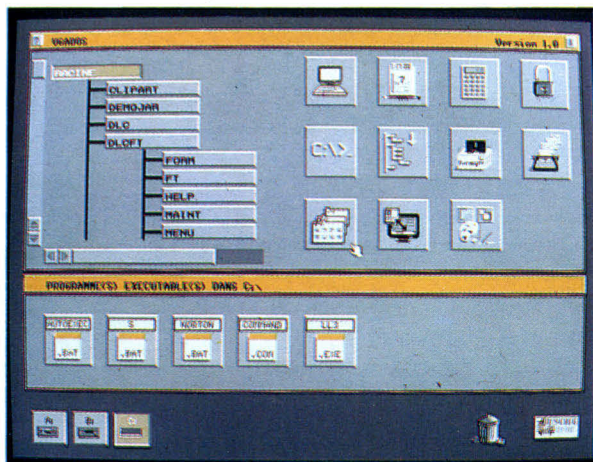 VGADOS Version 1.0
RACINE
CLIPART
DEMOJAR
DLC
DLOFT
FORM
FT
HELP
MAINT
MENU
C:\>
PROGRAMME(S) EXECUTABLE(S) DANS C:\
AUTOEXEC S NORTON COMMAND LL3
.BAT .BAT .BAT .COM .EXE
A: B: C: